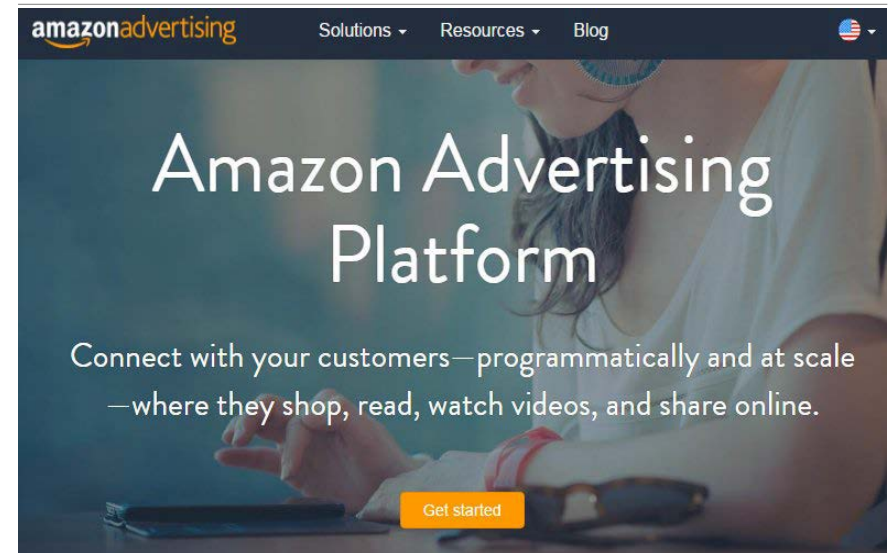 amazonadvertising Solutions Resources Blog
Amazon Advertising
Platform
Connect with your customers—programmatically and at scale
—where they shop, read, watch videos, and share online.
Get started